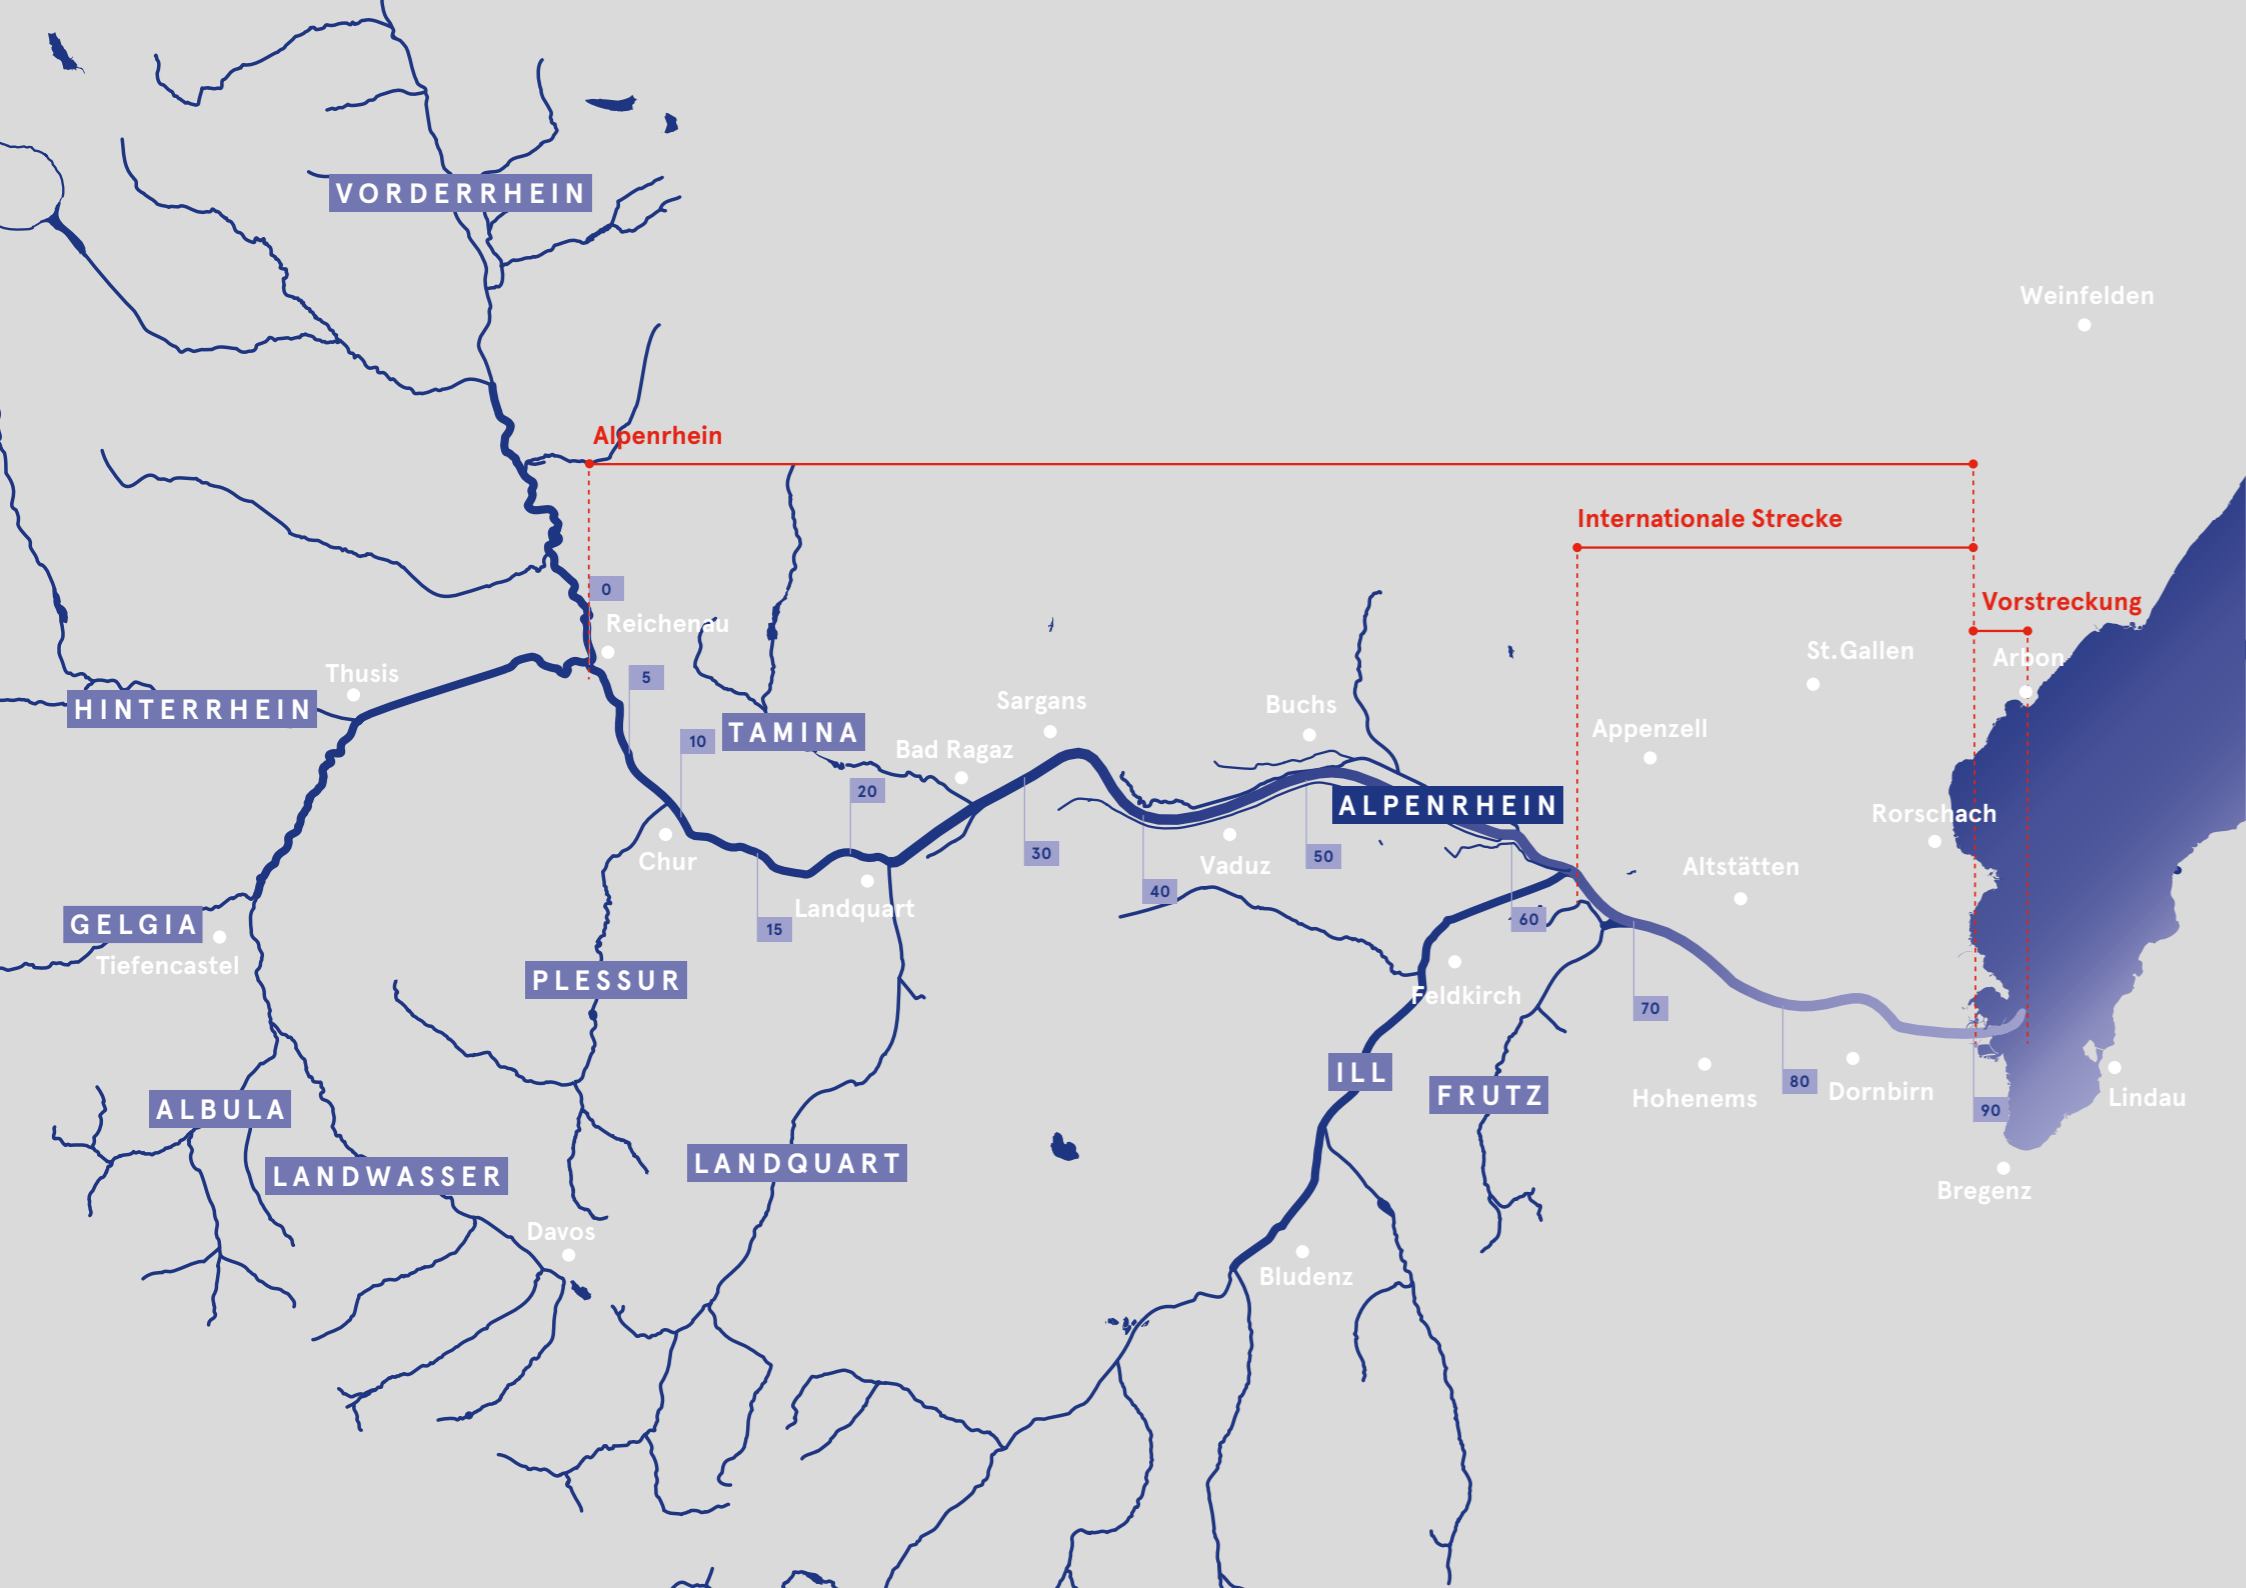 VORDERRHEIN
Weinfelden
Alpenrhein
Internationale Strecke
0
Vorstreckung
Reichenau
St.Gallen
Arbon
Thusis
5
HINTERRHEIN
Sargans
Buchs
TAMINA
10
Appenzell
Bad Ragaz
20
ALPENRHEIN
Rorschach
30
50
Chur
Vaduz
Altstätten
40
Landquart
60
GELGIA
15
Tiefencastel
PLESSUR
Feldkirch
70
ILL
80
FRUTZ
Dornbirn
Hohenems
Lindau
ALBULA
90
LANDQUART
LANDWASSER
Bregenz
Davos
Bludenz